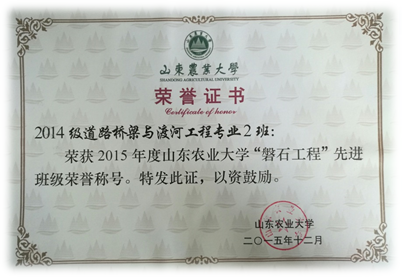 山東農業大學
SHANDONG AGRICULTURAL UNIVERSITY
荣誉证书
Certificate of honor
2014级道路桥梁与渡河工程专业2班：
荣获2015年度山东农业大学“磐石工程”先进
班级荣誉称号。特发此证，以资鼓励。
山东农业大学
二〇一五年十二月